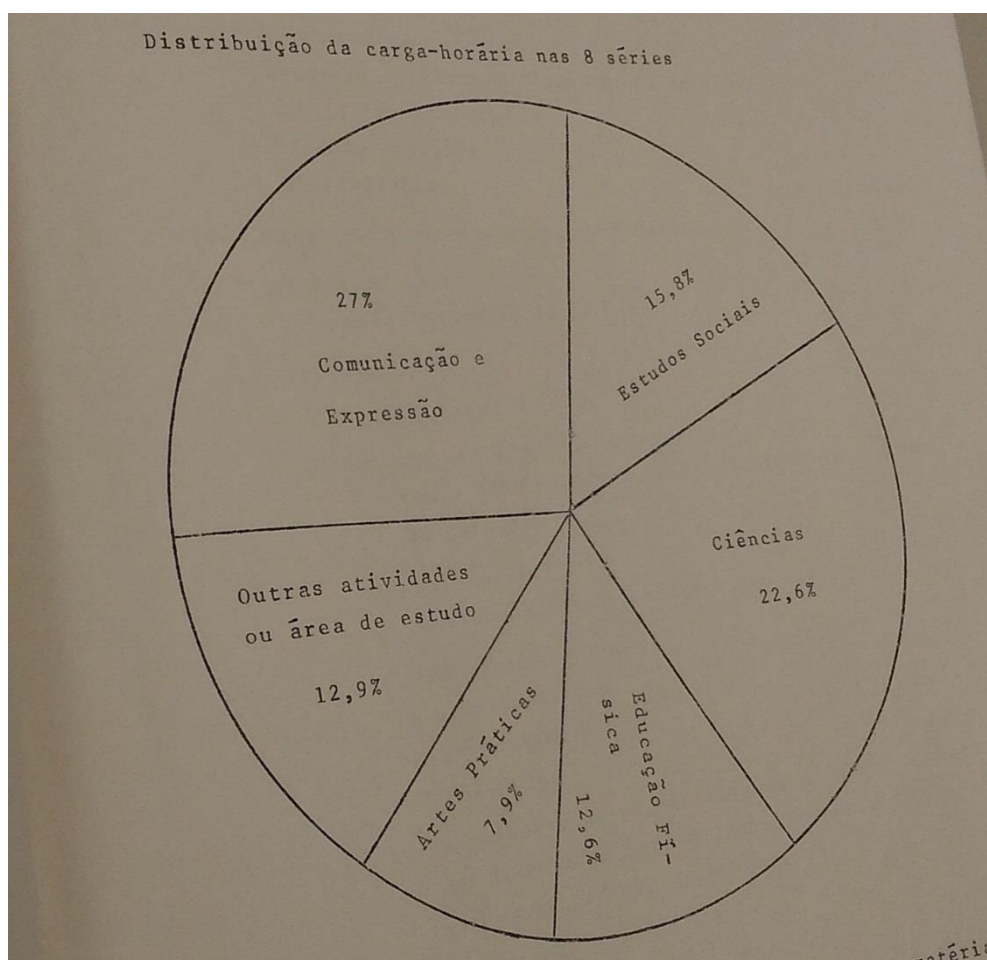 Distribuição da carga-horária nas 8 séries
27%
Comunicação e
Expressão
15,8%
Estudos Sociais
Ciências
22,6%
Outras atividades
ou área de estudo
12,9%
Artes Práticas
7,9%
Educação Fí-
sica
12,6%